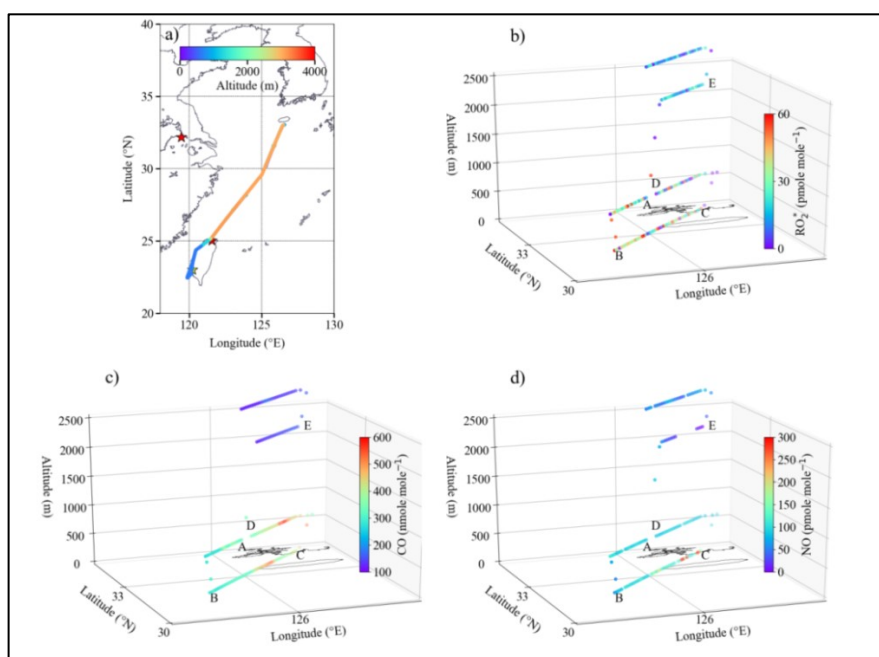 a)
0 2000 4000
Altitude (m)
40
35
30
25
20
Latitude (°N)
120 125 130
Longitude (°E)
b)
2500
2000
1500
1000
500
0
Altitude (m)
E
D
A
C
B
60
30
0
RO2* (pmole mole−1)
33
30
Latitude (°N)
126
Longitude (°E)
c)
2500
2000
1500
1000
500
0
Altitude (m)
E
D
A
C
B
600
500
400
300
200
100
CO (nmole mole−1)
33
30
Latitude (°N)
126
Longitude (°E)
d)
2500
2000
1500
1000
500
0
Altitude (m)
E
D
A
C
B
300
250
200
150
100
50
0
NO (pmole mole−1)
33
30
Latitude (°N)
126
Longitude (°E)